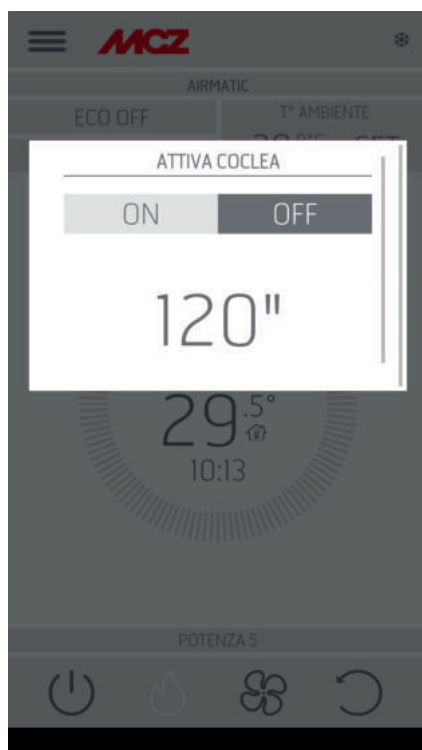 MCZ
AIRMATIC
ECO OFF
T° AMBIENTE
ATTIVA COCLEA
ON OFF
120"
29.5°
10:13
POTENZA 5